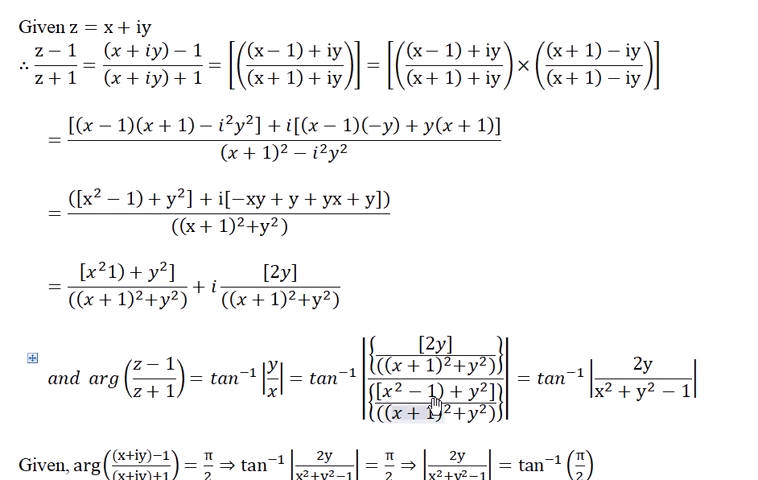 Given z = x + iy
∴ (z − 1)/(z + 1) = ((x + iy) − 1)/((x + iy) + 1) = [(((x − 1) + iy)/((x + 1) + iy))] = [(((x − 1) + iy)/((x + 1) + iy)) × (((x + 1) − iy)/((x + 1) − iy))]
= ([(x − 1)(x + 1) − i²y²] + i[(x − 1)(−y) + y(x + 1)])/((x + 1)² − i²y²)
= (([x² − 1) + y²] + i[−xy + y + yx + y])/((x + 1)²+y²)
= [x²1) + y²]/((x + 1)²+y²) + i [2y]/((x + 1)²+y²)
and arg((z − 1)/(z + 1)) = tan⁻¹|y/x| = tan⁻¹|{[2y]/((x + 1)²+y²)}/{([x² − 1) + y²]/((x + 1)²+y²)}| = tan⁻¹|2y/(x² + y² − 1)|
Given, arg(((x+iy)−1)/((x+iy)+1)) = π/2 ⇒ tan⁻¹|2y/(x²+y²−1)| = π/2 ⇒ |2y/(x²+y²−1)| = tan⁻¹(π/2)